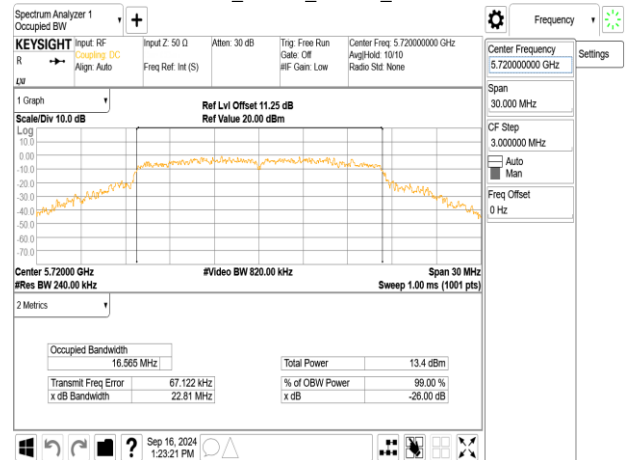 Spectrum Analyzer 1
Occupied BW
Frequency
KEYSIGHT
R
LXI
Input: RF
Coupling: DC
Align: Auto
Input Z: 50 Ω
Freq Ref: Int (S)
Atten: 30 dB
Trig: Free Run
Gate: Off
#IF Gain: Low
Center Freq: 5.720000000 GHz
Avg|Hold: 10/10
Radio Std: None
Center Frequency
5.720000000 GHz
Settings
Span
30.000 MHz
CF Step
3.000000 MHz
Auto
Man
Freq Offset
0 Hz
1 Graph
Scale/Div 10.0 dB
Ref Lvl Offset 11.25 dB
Ref Value 20.00 dBm
Log
10.0
0.00
-10.0
-20.0
-30.0
-40.0
-50.0
-60.0
-70.0
Center 5.72000 GHz
#Res BW 240.00 kHz
#Video BW 820.00 kHz
Span 30 MHz
Sweep 1.00 ms (1001 pts)
2 Metrics
Occupied Bandwidth
16.565 MHz
Transmit Freq Error 67.122 kHz
x dB Bandwidth 22.81 MHz
Total Power 13.4 dBm
% of OBW Power 99.00 %
x dB -26.00 dB
?
Sep 16, 2024
1:23:21 PM